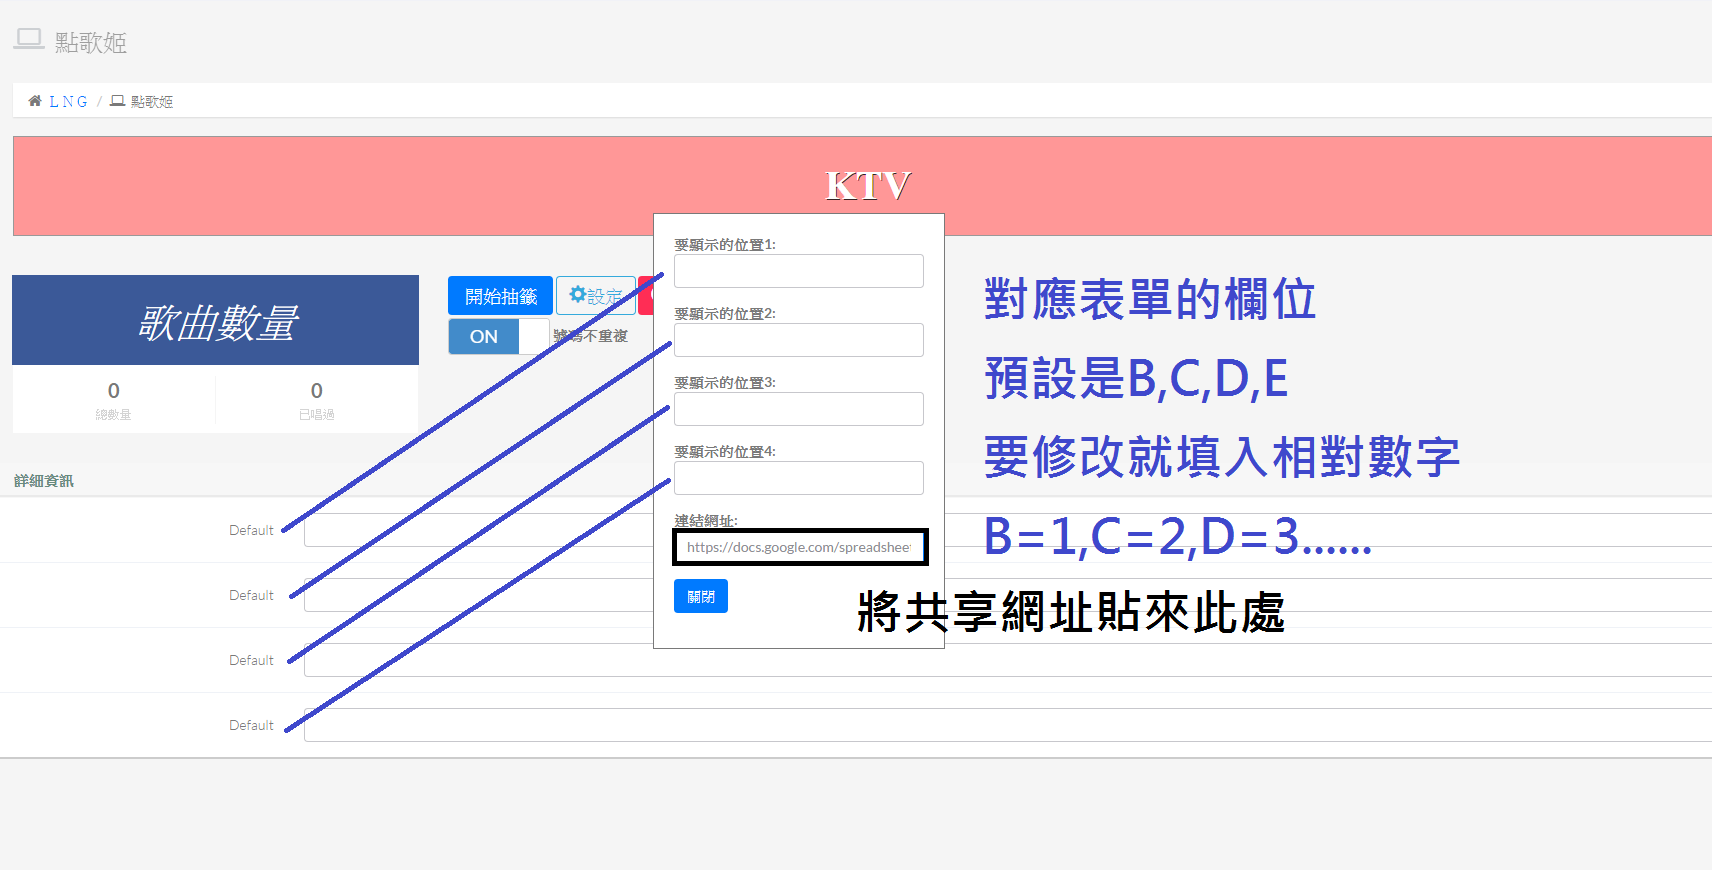 點歌姬
LNG / 點歌姬
KTV
歌曲數量
0
總數量
0
已唱過
開始抽籤
設定
ON
號碼不重複
要顯示的位置1:
要顯示的位置2:
要顯示的位置3:
要顯示的位置4:
連結網址:
https://docs.google.com/spreadsheet
關閉
對應表單的欄位
預設是B,C,D,E
要修改就填入相對數字
B=1,C=2,D=3......
將共享網址貼來此處
詳細資訊
Default
Default
Default
Default